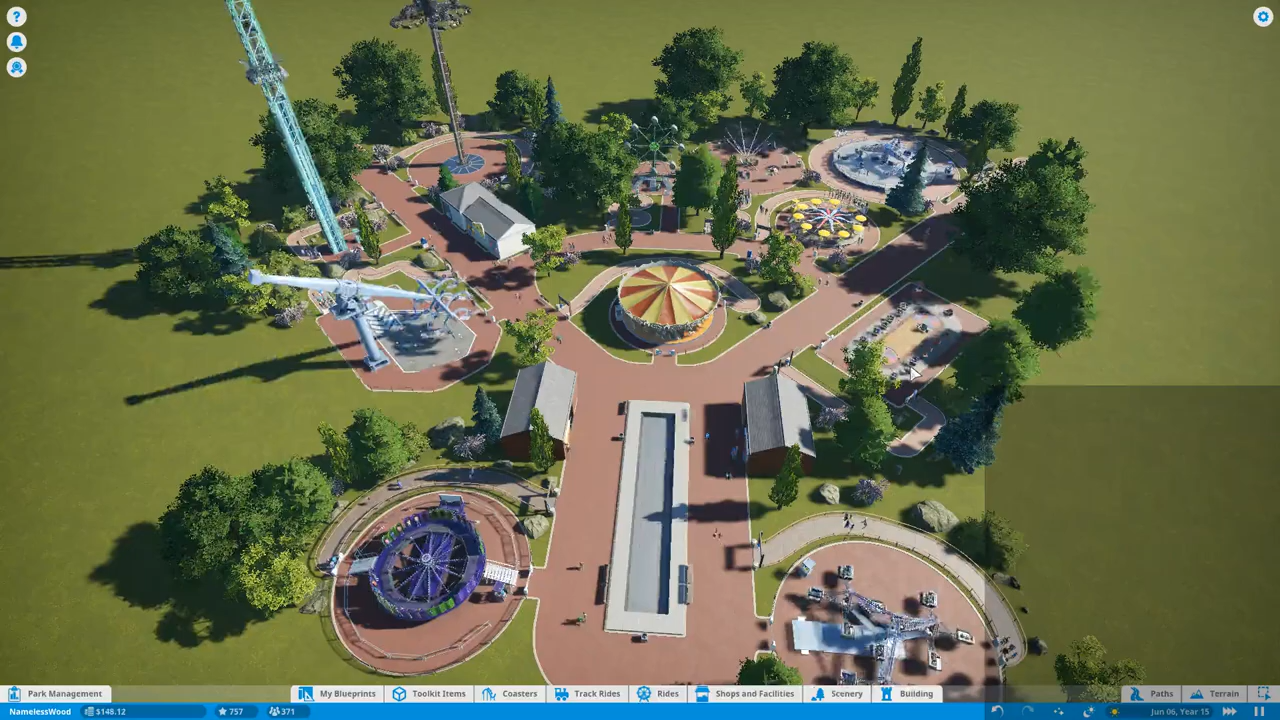 ?
Park Management
My Blueprints
Toolkit Items
Coasters
Track Rides
Rides
Shops and Facilities
Scenery
Building
Paths
Terrain
NamelessWood
$148.12
757
371
Jun 06, Year 15